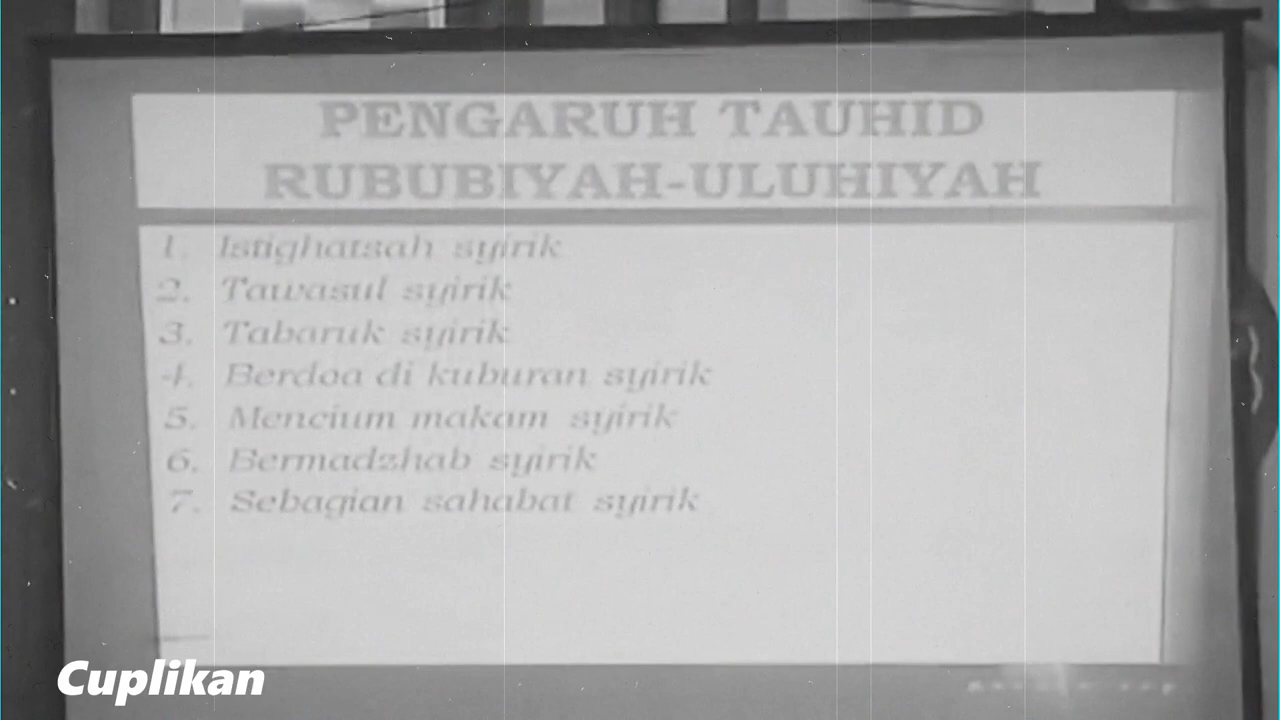 PENGARUH TAUHID
RUBUBIYAH-ULUHIYAH
1. Istighatsah syirik
2. Tawasul syirik
3. Tabaruk syirik
4. Berdoa di kuburan syirik
5. Mencium makam syirik
6. Bermadzhab syirik
7. Sebagian sahabat syirik
Cuplikan